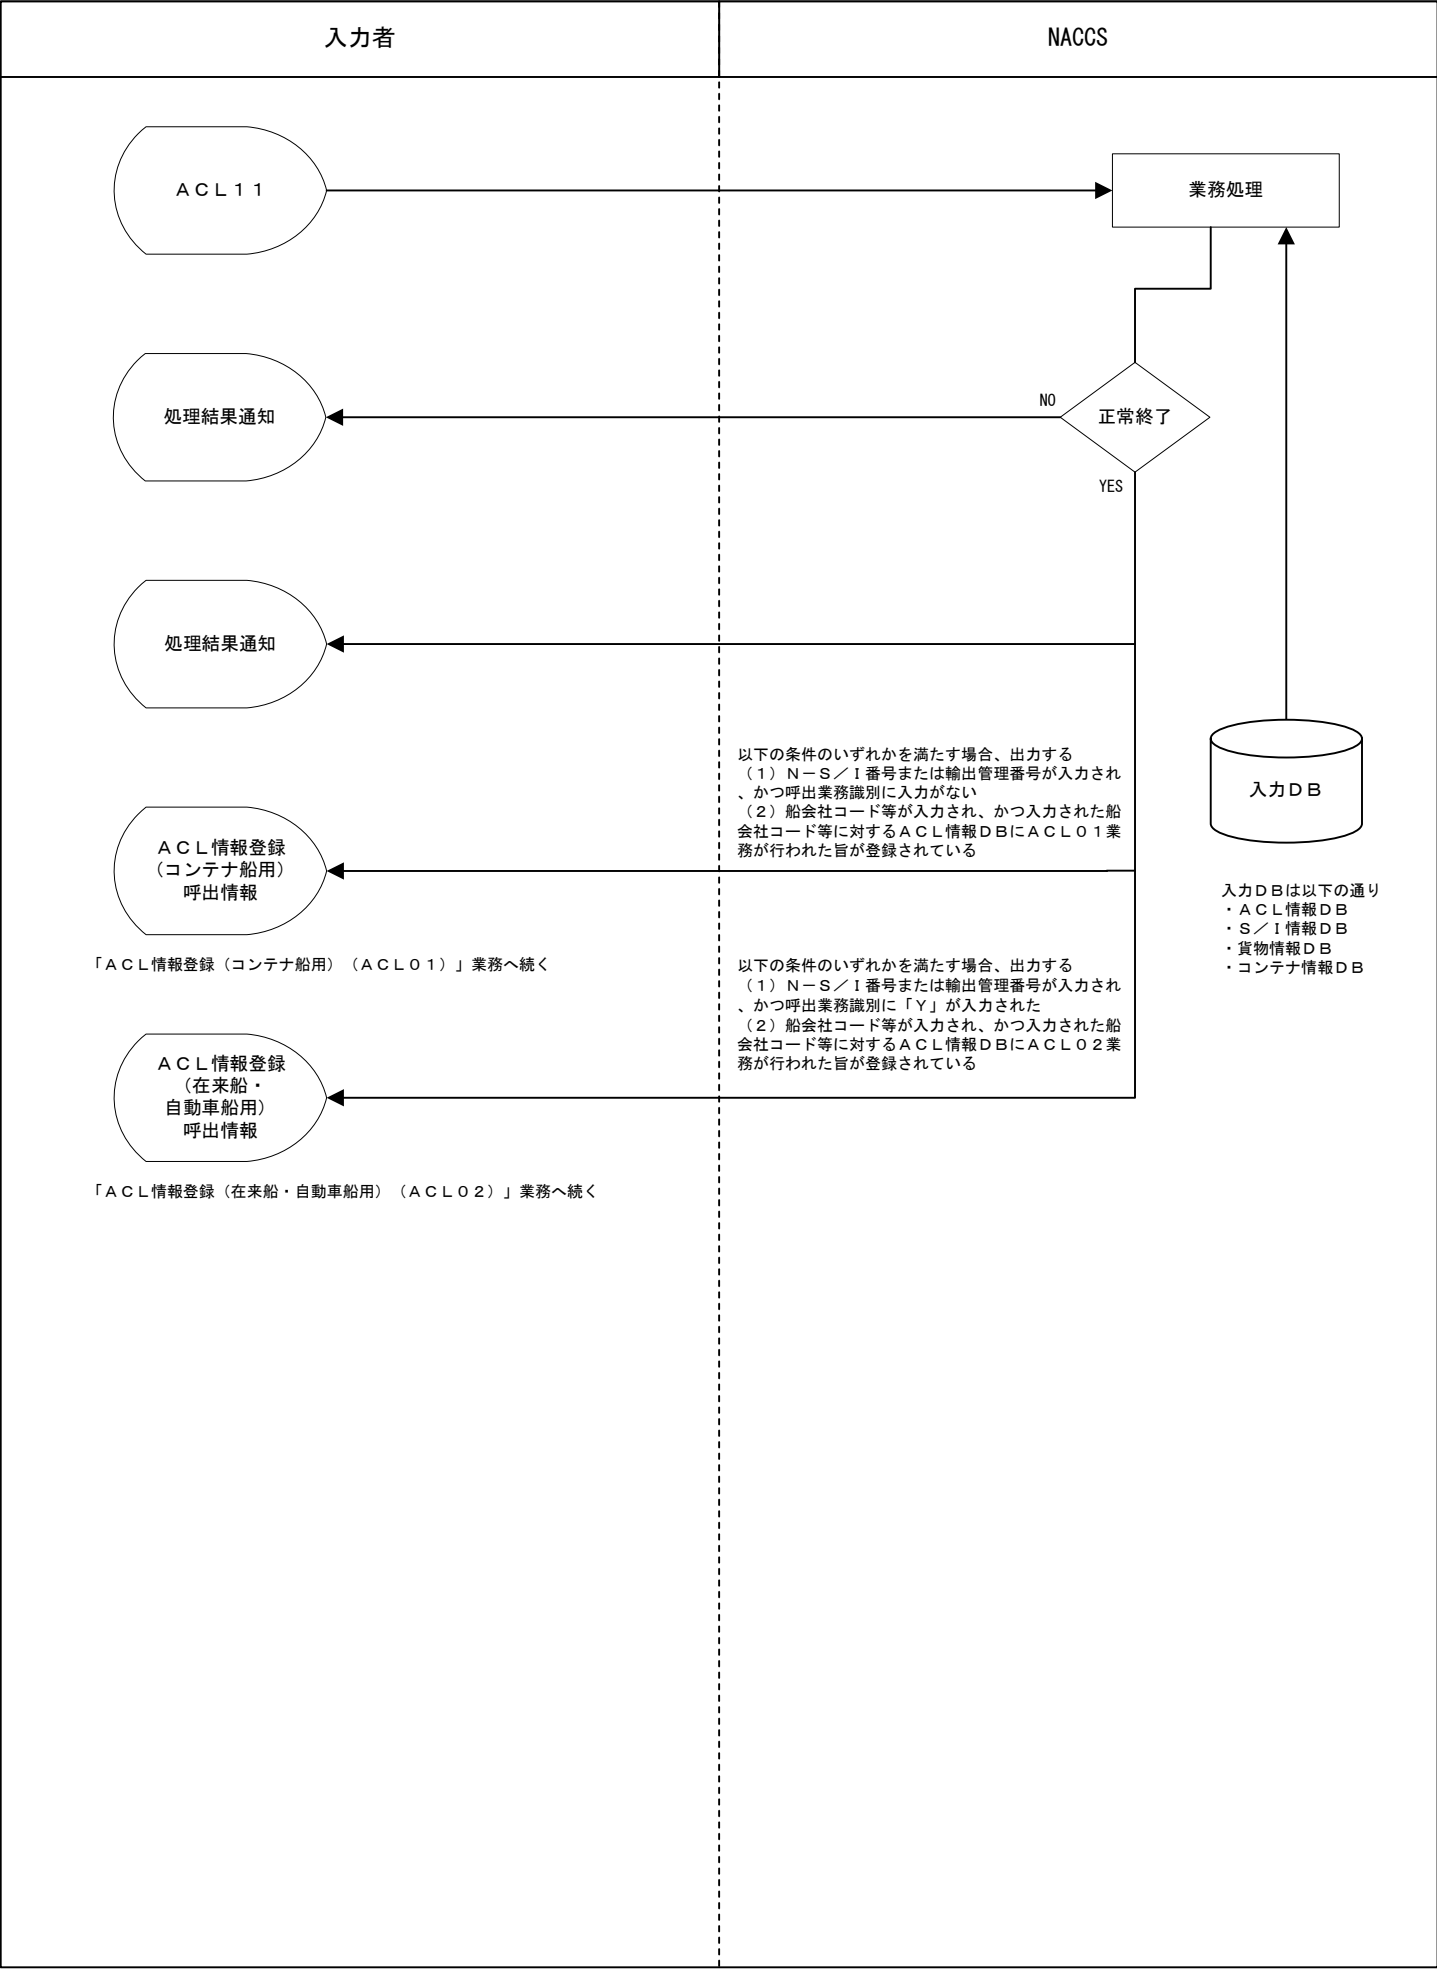 入力者
NACCS
ACL11
業務処理
処理結果通知
NO
正常終了
YES
処理結果通知
以下の条件のいずれかを満たす場合、出力する
(1)N-S/I番号または輸出管理番号が入力され
、かつ呼出業務識別に入力がない
(2)船会社コード等が入力され、かつ入力された船
会社コード等に対するACL情報DBにACL01業
務が行われた旨が登録されている
入力DB
ACL情報登録
(コンテナ船用)
呼出情報
「ACL情報登録(コンテナ船用)(ACL01)」業務へ続く
入力DBは以下の通り
・ACL情報DB
・S/I情報DB
・貨物情報DB
・コンテナ情報DB
以下の条件のいずれかを満たす場合、出力する
(1)N-S/I番号または輸出管理番号が入力され
、かつ呼出業務識別に「Y」が入力された
(2)船会社コード等が入力され、かつ入力された船
会社コード等に対するACL情報DBにACL02業
務が行われた旨が登録されている
ACL情報登録
(在来船・
自動車船用)
呼出情報
「ACL情報登録(在来船・自動車船用)(ACL02)」業務へ続く